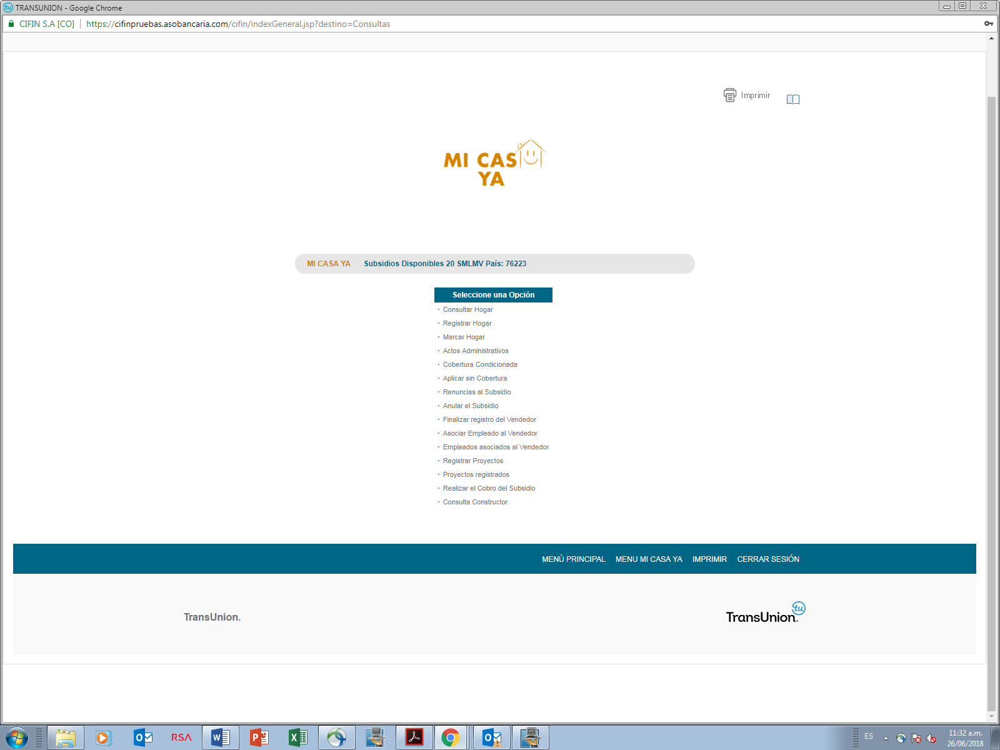 TRANSUNION - Google Chrome
CIFIN S.A [CO] https://cifinpruebas.asobancaria.com/cifin/indexGeneral.jsp?destino=Consultas
Imprimir
MI CAS
YA
MI CASA YA Subsidios Disponibles 20 SMLMV País: 76223
Seleccione una Opción
· Consultar Hogar
· Registrar Hogar
· Marcar Hogar
· Actos Administrativos
· Cobertura Condicionada
· Aplicar sin Cobertura
· Renuncias al Subsidio
· Anular el Subsidio
· Finalizar registro del Vendedor
· Asociar Empleado al Vendedor
· Empleados asociados al Vendedor
· Registrar Proyectos
· Proyectos registrados
· Realizar el Cobro del Subsidio
· Consulta Constructor
MENÚ PRINCIPAL MENU MI CASA YA IMPRIMIR CERRAR SESIÓN
TransUnion.
tu
TransUnion.
RSA
ES
11:32 a.m.
26/06/2018